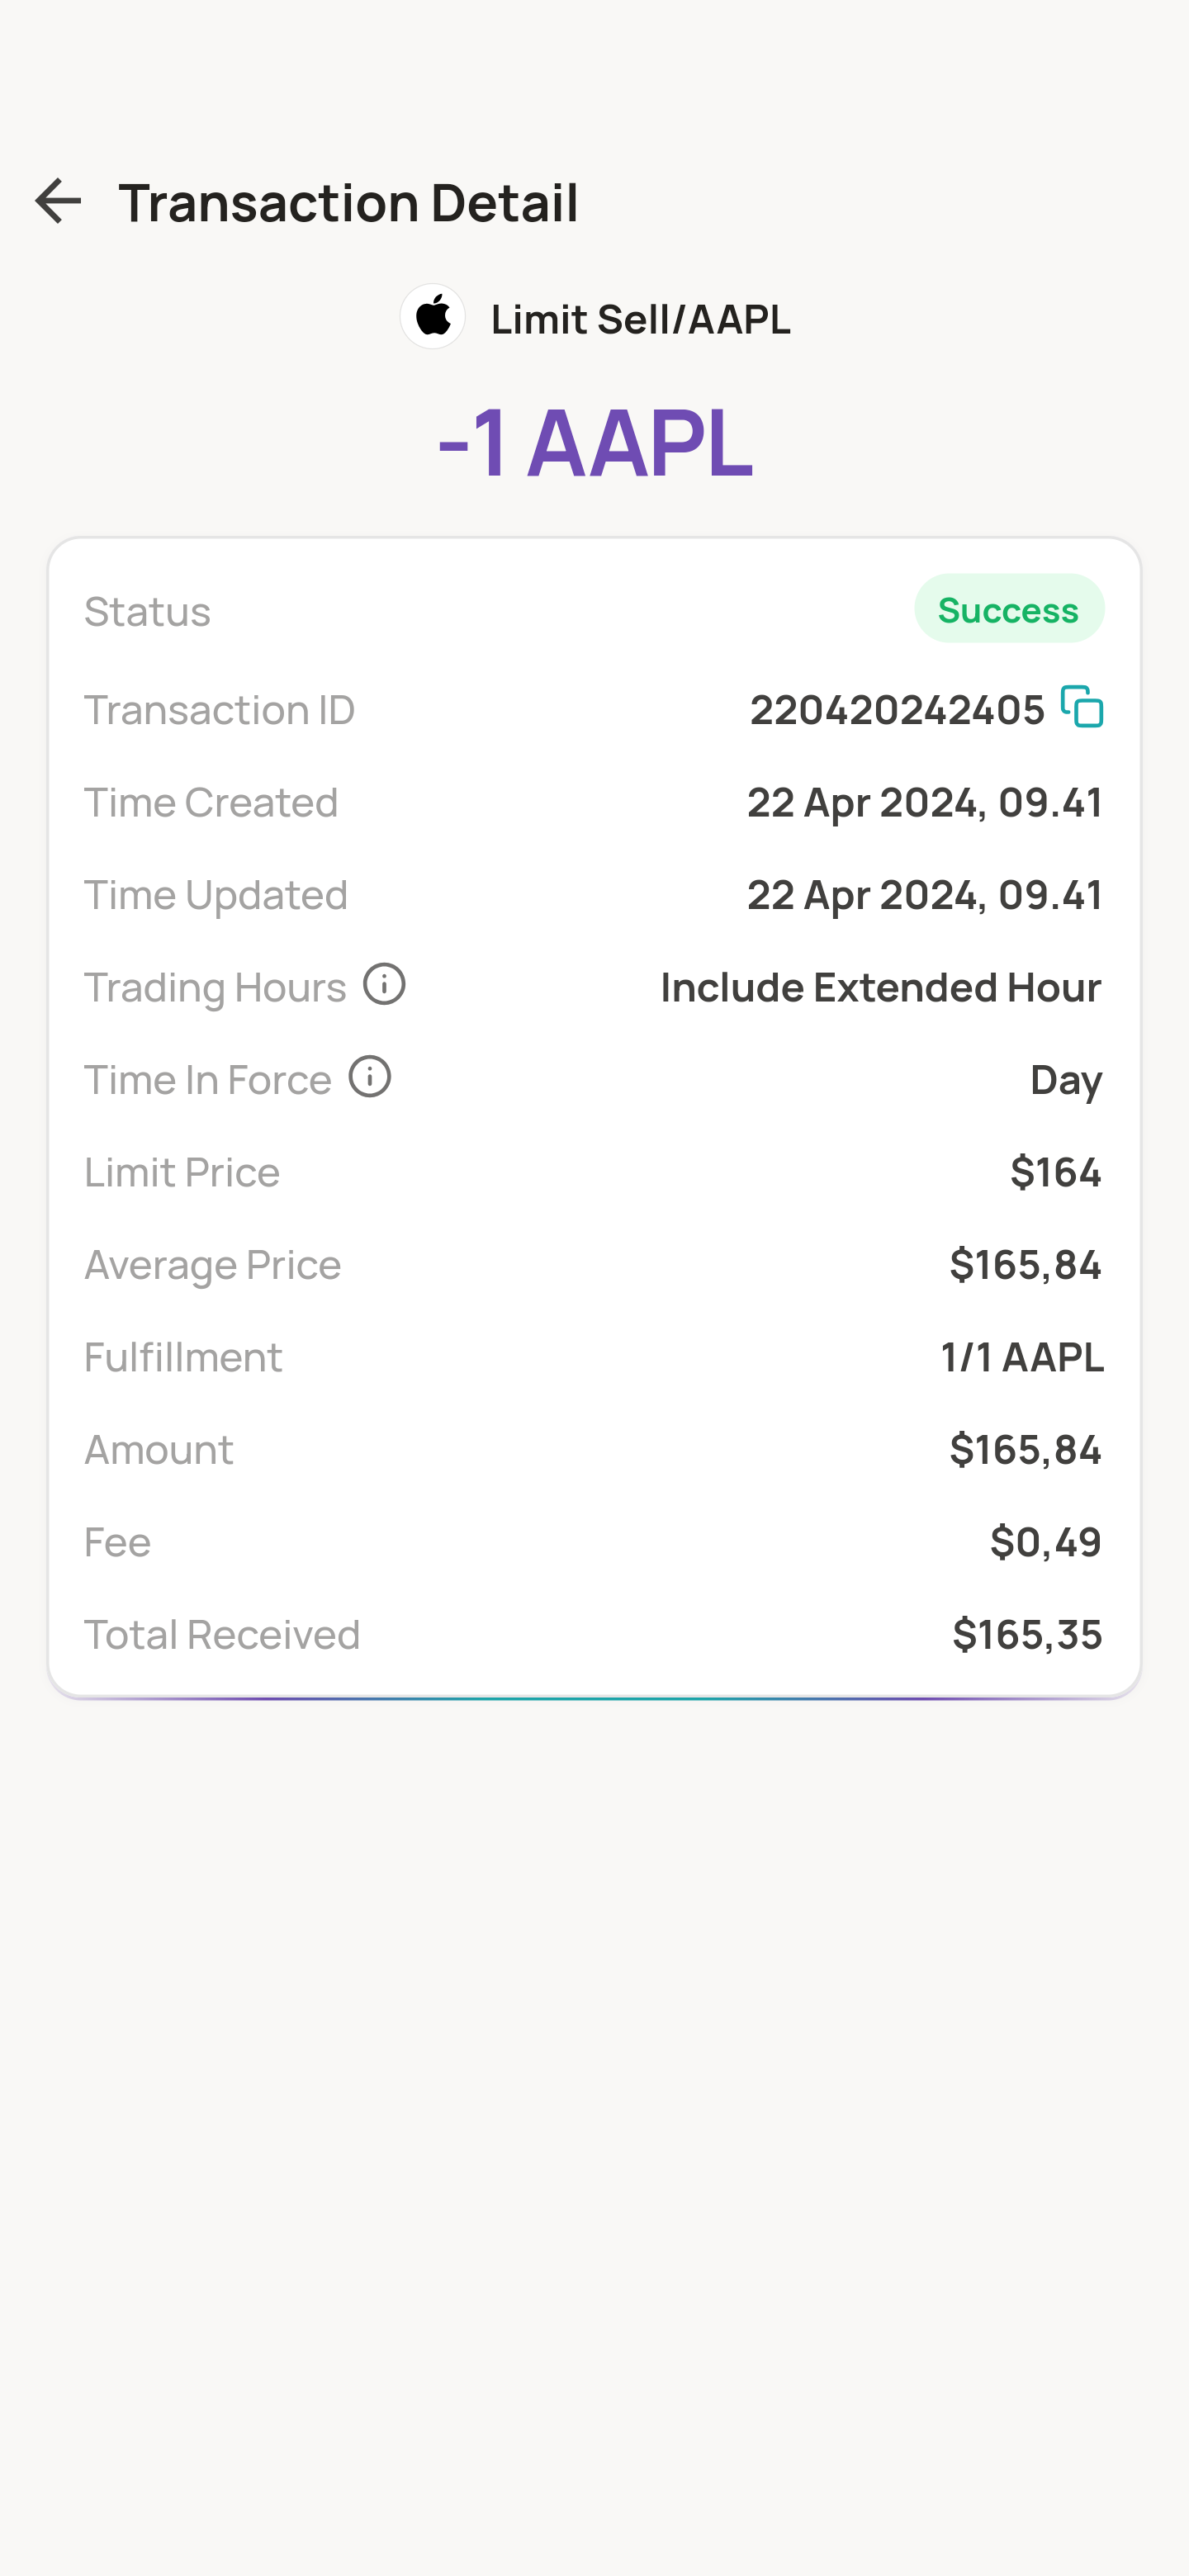 Transaction Detail
Limit Sell/AAPL
-1 AAPL
Status Success
Transaction ID 220420242405
Time Created 22 Apr 2024, 09.41
Time Updated 22 Apr 2024, 09.41
Trading Hours Include Extended Hour
Time In Force Day
Limit Price $164
Average Price $165,84
Fulfillment 1/1 AAPL
Amount $165,84
Fee $0,49
Total Received $165,35